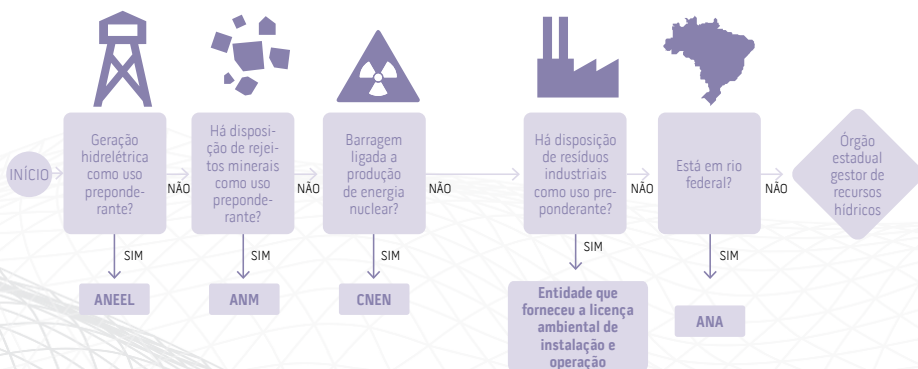 INÍCIO
Geração
hidrelétrica
como uso
preponde-
rante?
NÃO
SIM
ANEEL
Há disposi-
ção de rejei-
tos minerais
como uso
preponde-
rante?
NÃO
SIM
ANM
Barragem
ligada a
produção
de energia
nuclear?
NÃO
SIM
CNEN
Há disposição
de resíduos
industriais
como uso pre-
ponderante?
NÃO
SIM
Entidade que
forneceu a licença
ambiental de
instalação e
operação
Está em rio
federal?
NÃO
SIM
ANA
Órgão
estadual
gestor de
recursos
hídricos